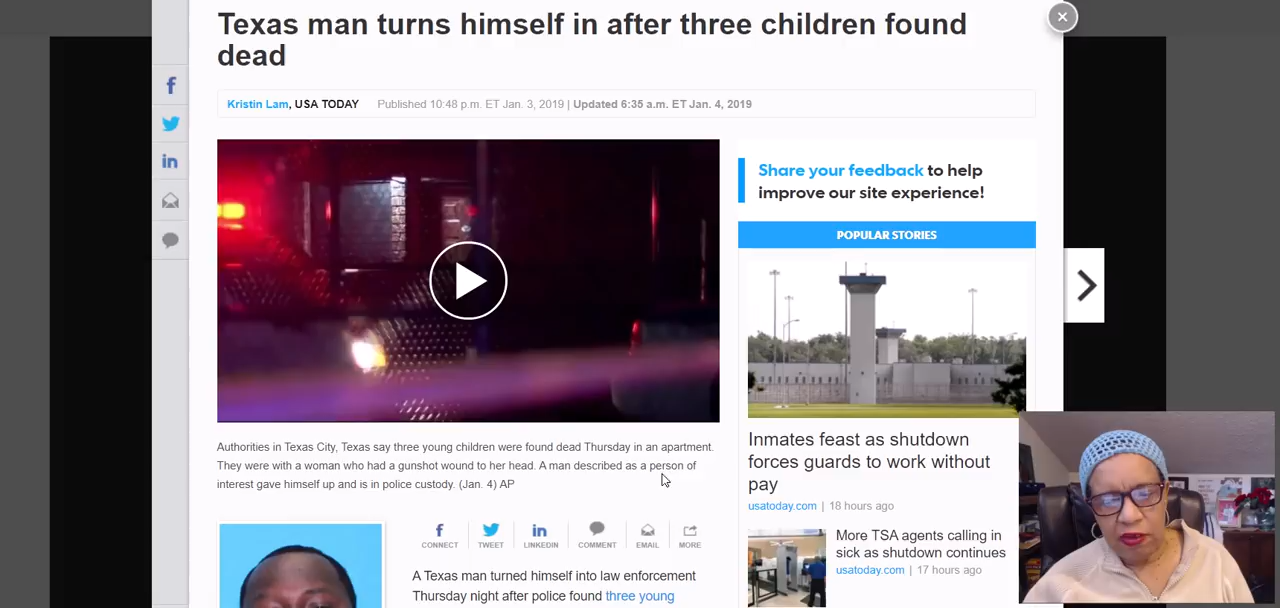 Texas man turns himself in after three children found
dead
Kristin Lam, USA TODAY Published 10:48 p.m. ET Jan. 3, 2019 | Updated 6:35 a.m. ET Jan. 4, 2019
Share your feedback to help
improve our site experience!
POPULAR STORIES
Authorities in Texas City, Texas say three young children were found dead Thursday in an apartment.
They were with a woman who had a gunshot wound to her head. A man described as a person of
interest gave himself up and is in police custody. (Jan. 4) AP
Inmates feast as shutdown
forces guards to work without
pay
usatoday.com | 18 hours ago
CONNECT TWEET LINKEDIN COMMENT EMAIL MORE
More TSA agents calling in
sick as shutdown continues
usatoday.com | 17 hours ago
A Texas man turned himself into law enforcement
Thursday night after police found three young